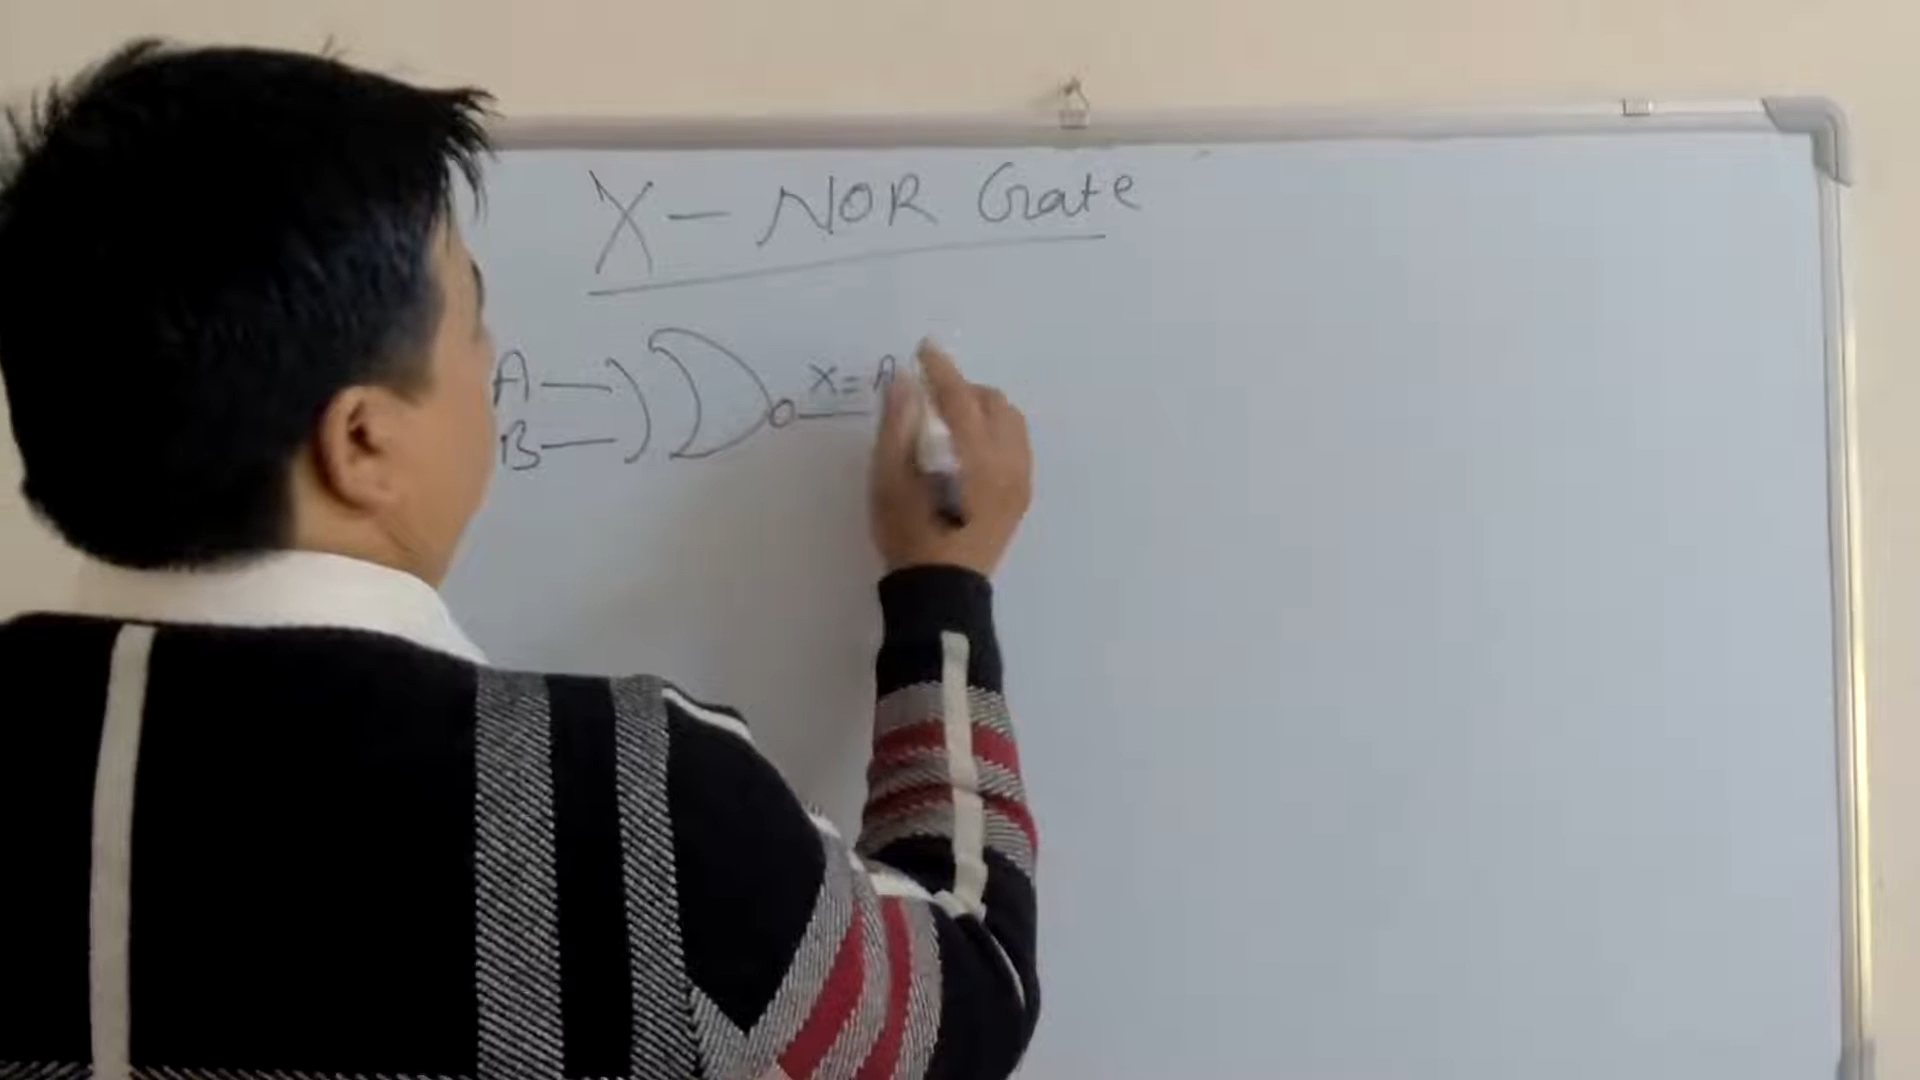 X - NOR Gate
A
X = A
B